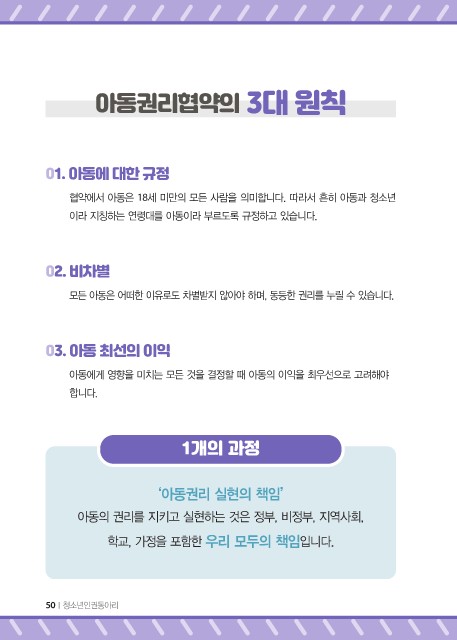 아동권리협약의 3대 원칙
01. 아동에 대한 규정
협약에서 아동은 18세 미만의 모든 사람을 의미합니다. 따라서 흔히 아동과 청소년
이라 지칭하는 연령대를 아동이라 부르도록 규정하고 있습니다.
02. 비차별
모든 아동은 어떠한 이유로도 차별받지 않아야 하며, 동등한 권리를 누릴 수 있습니다.
03. 아동 최선의 이익
아동에게 영향을 미치는 모든 것을 결정할 때 아동의 이익을 최우선으로 고려해야
합니다.
1개의 과정
‘아동권리 실현의 책임’
아동의 권리를 지키고 실현하는 것은 정부, 비정부, 지역사회,
학교, 가정을 포함한 우리 모두의 책임입니다.
50 | 청소년인권동아리